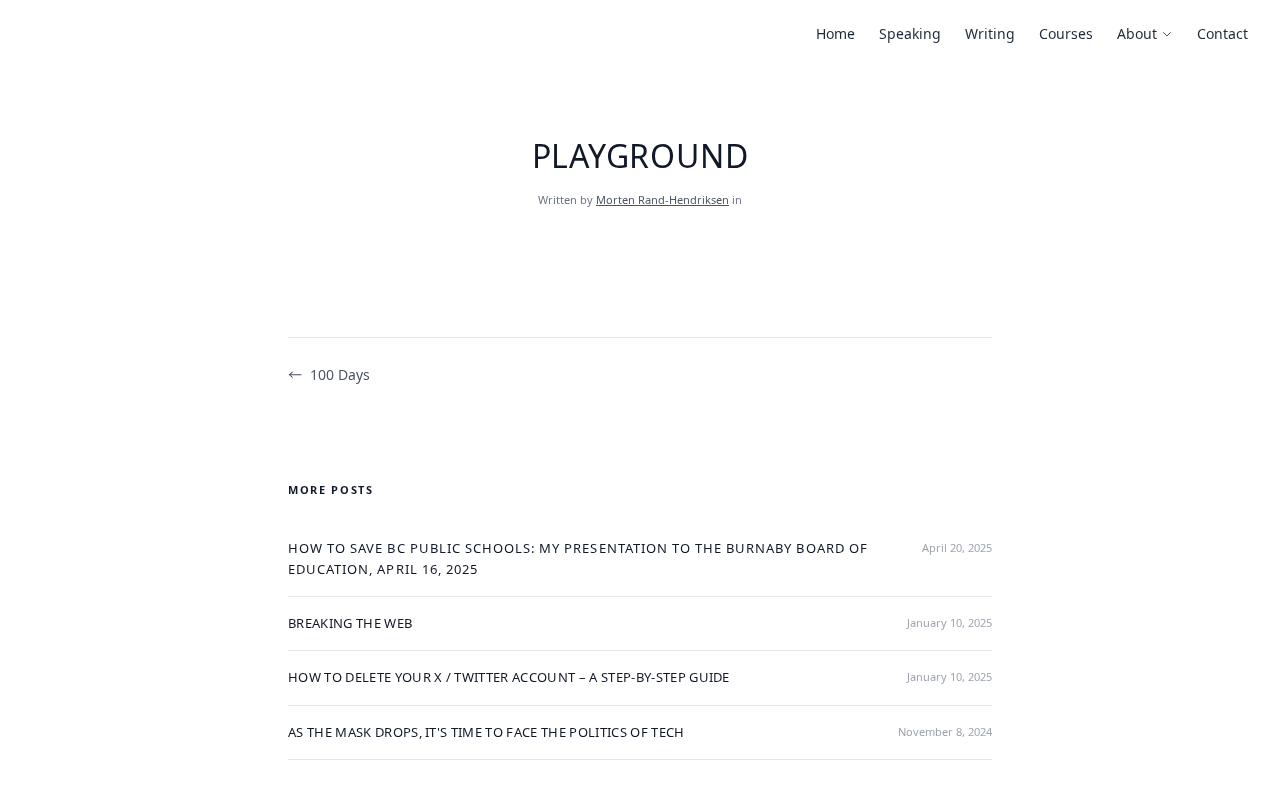 Home Speaking Writing Courses About Contact
PLAYGROUND
Written by Morten Rand-Hendriksen in
← 100 Days
MORE POSTS
HOW TO SAVE BC PUBLIC SCHOOLS: MY PRESENTATION TO THE BURNABY BOARD OF EDUCATION, APRIL 16, 2025 April 20, 2025
BREAKING THE WEB January 10, 2025
HOW TO DELETE YOUR X / TWITTER ACCOUNT – A STEP-BY-STEP GUIDE January 10, 2025
AS THE MASK DROPS, IT'S TIME TO FACE THE POLITICS OF TECH November 8, 2024